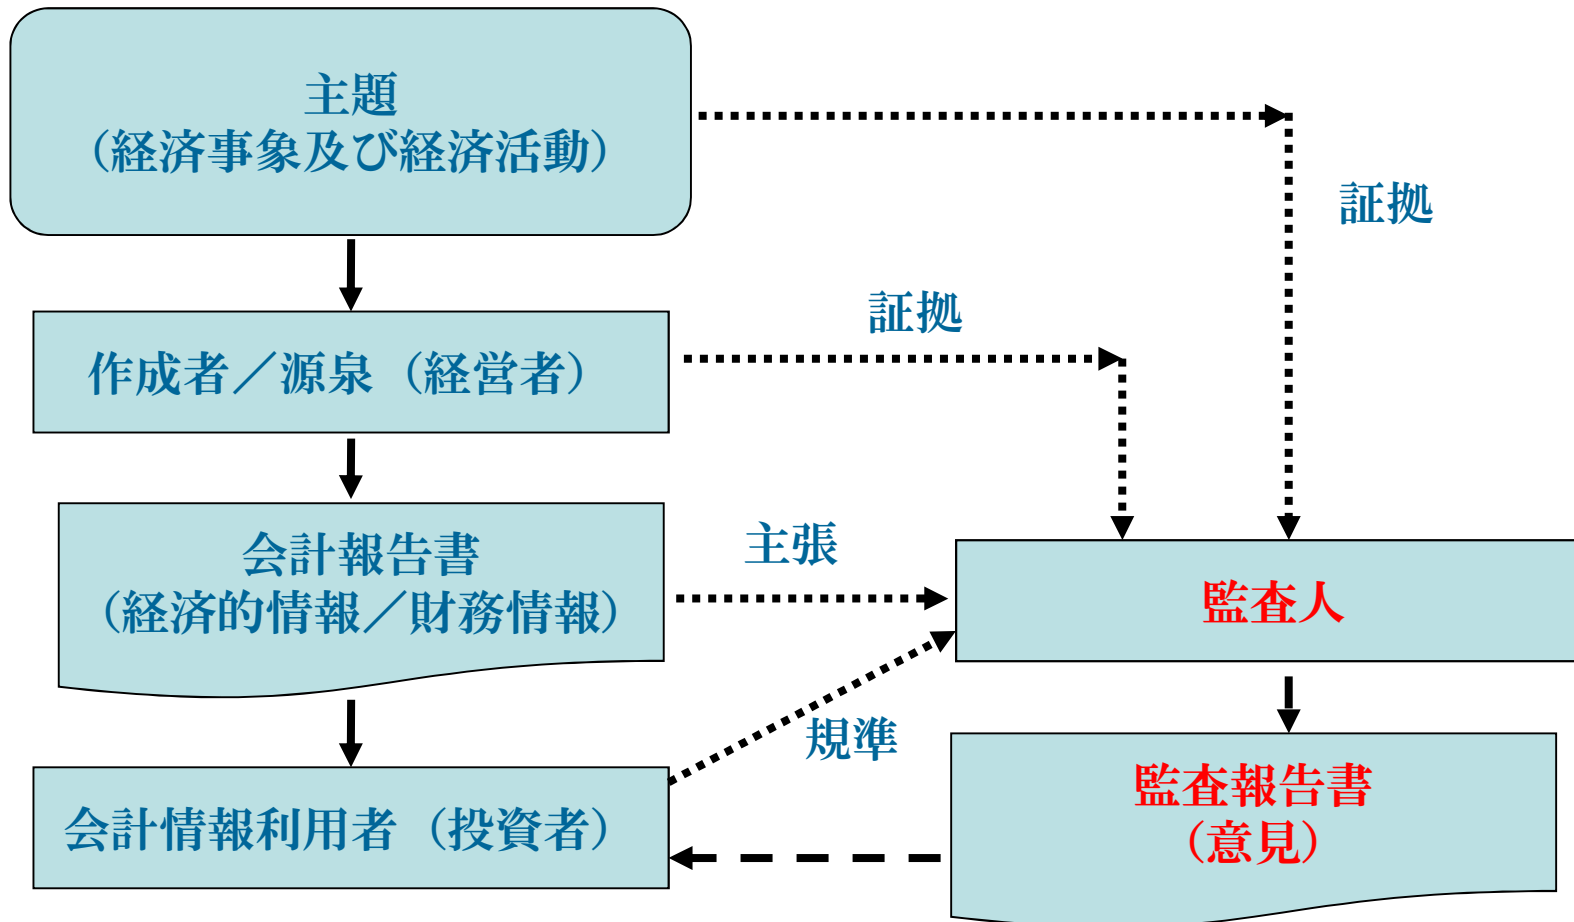 主題
（経済事象及び経済活動）
証拠
証拠
作成者／源泉（経営者）
会計報告書
（経済的情報／財務情報）
主張
監査人
規準
会計情報利用者（投資者）
監査報告書
（意見）